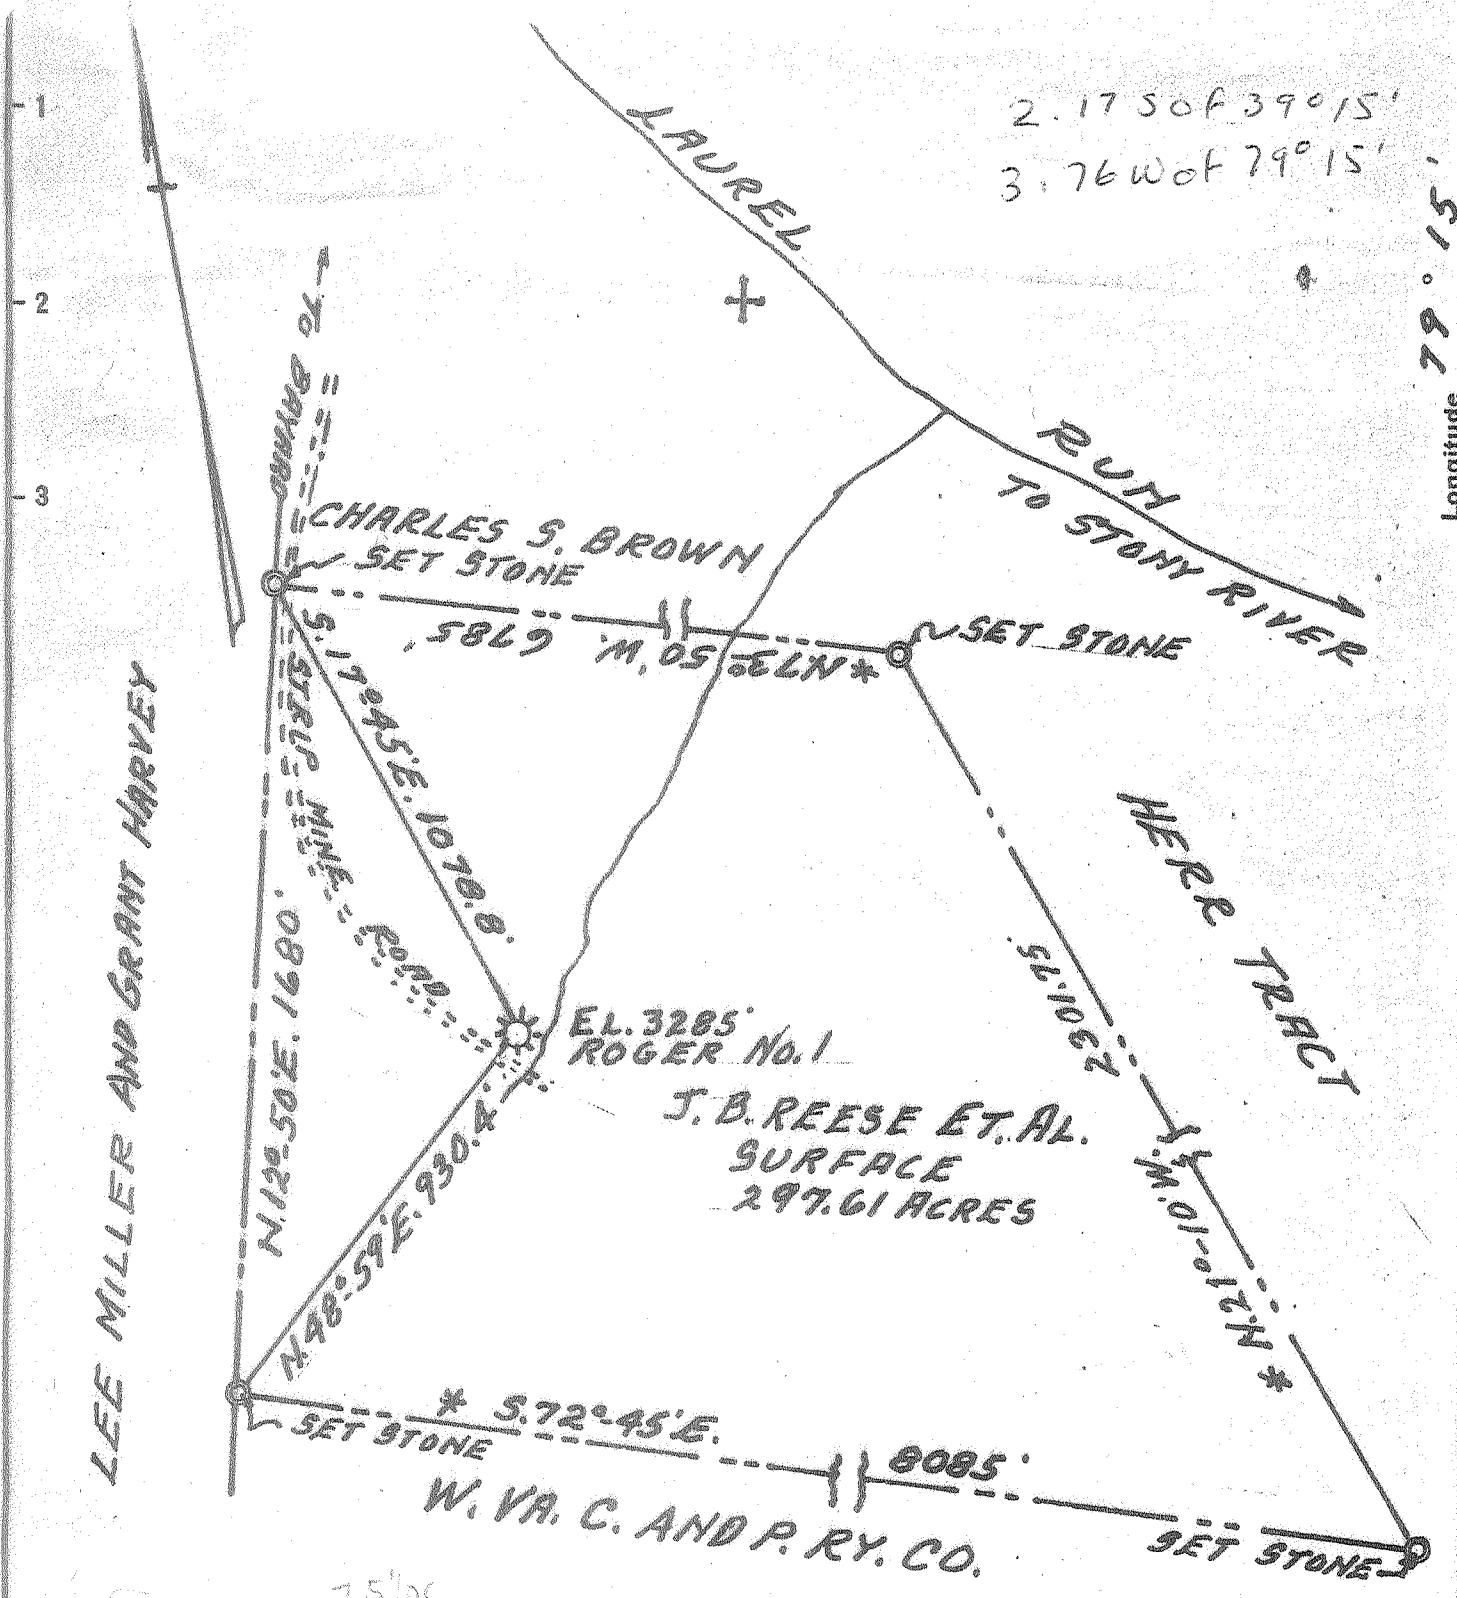 1
2
3
2.17 S of 39° 15'
3.76 W of 79° 15'
Longitude 79° 15'
LAUREL
RUN
TO STONY RIVER
TO BAYARD
CHARLES S. BROWN
SET STONE
* N73°-50'W. 6785'
SET STONE
S.17°45'E. 1078.8'
STRIP MINE ROAD
LEE MILLER AND GRANT HARVEY
N.12°-50'E. 1680'
HERR TRACT
* N.21°-10'W. 2301.75'
EL. 3285'
ROGER NO. 1
J. B. REESE ET. AL.
SURFACE
297.61 ACRES
N.48°-59'E. 930.4'
SET STONE
* S.72°-45'E. 8085'
W. VA. C. AND P. RY. CO.
SET STONE